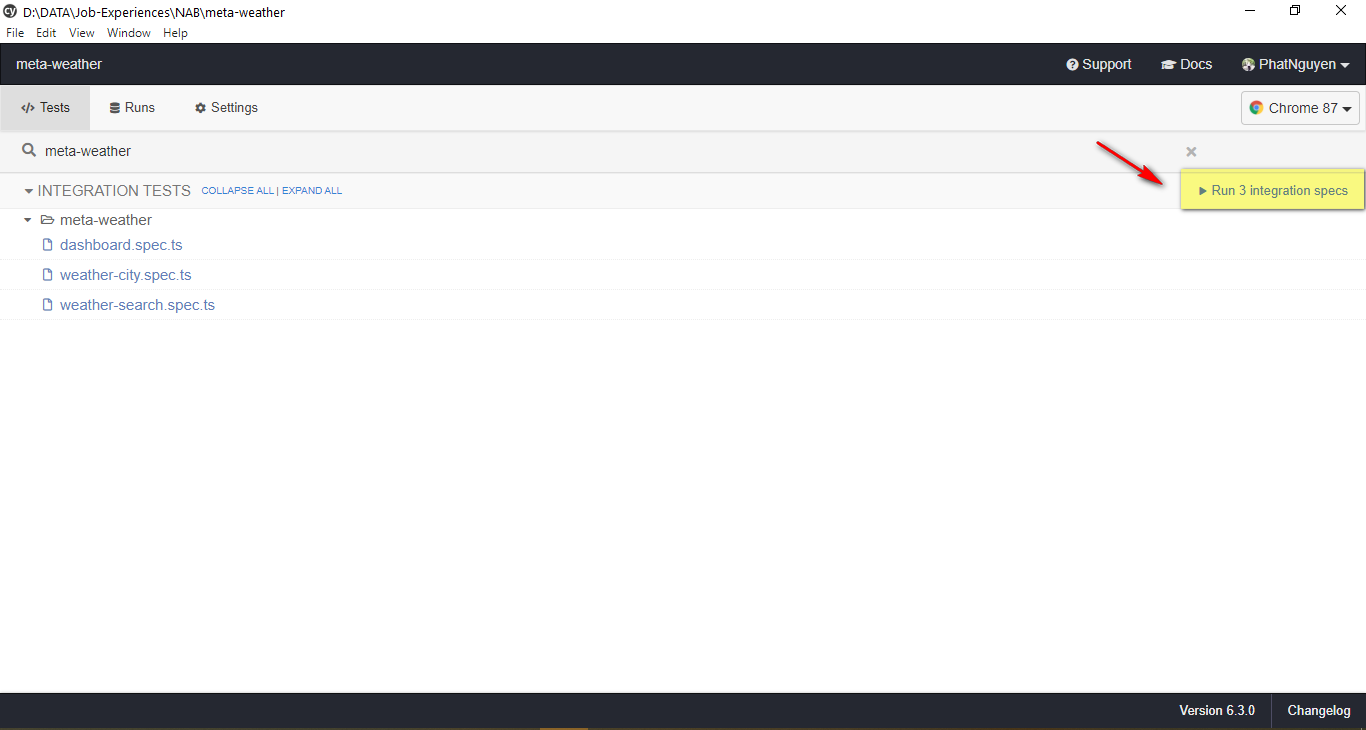 D:\DATA\Job-Experiences\NAB\meta-weather
File Edit View Window Help
meta-weather Support Docs PhatNguyen
Tests Runs Settings Chrome 87
meta-weather
INTEGRATION TESTS COLLAPSE ALL | EXPAND ALL Run 3 integration specs
meta-weather
dashboard.spec.ts
weather-city.spec.ts
weather-search.spec.ts
Version 6.3.0 Changelog